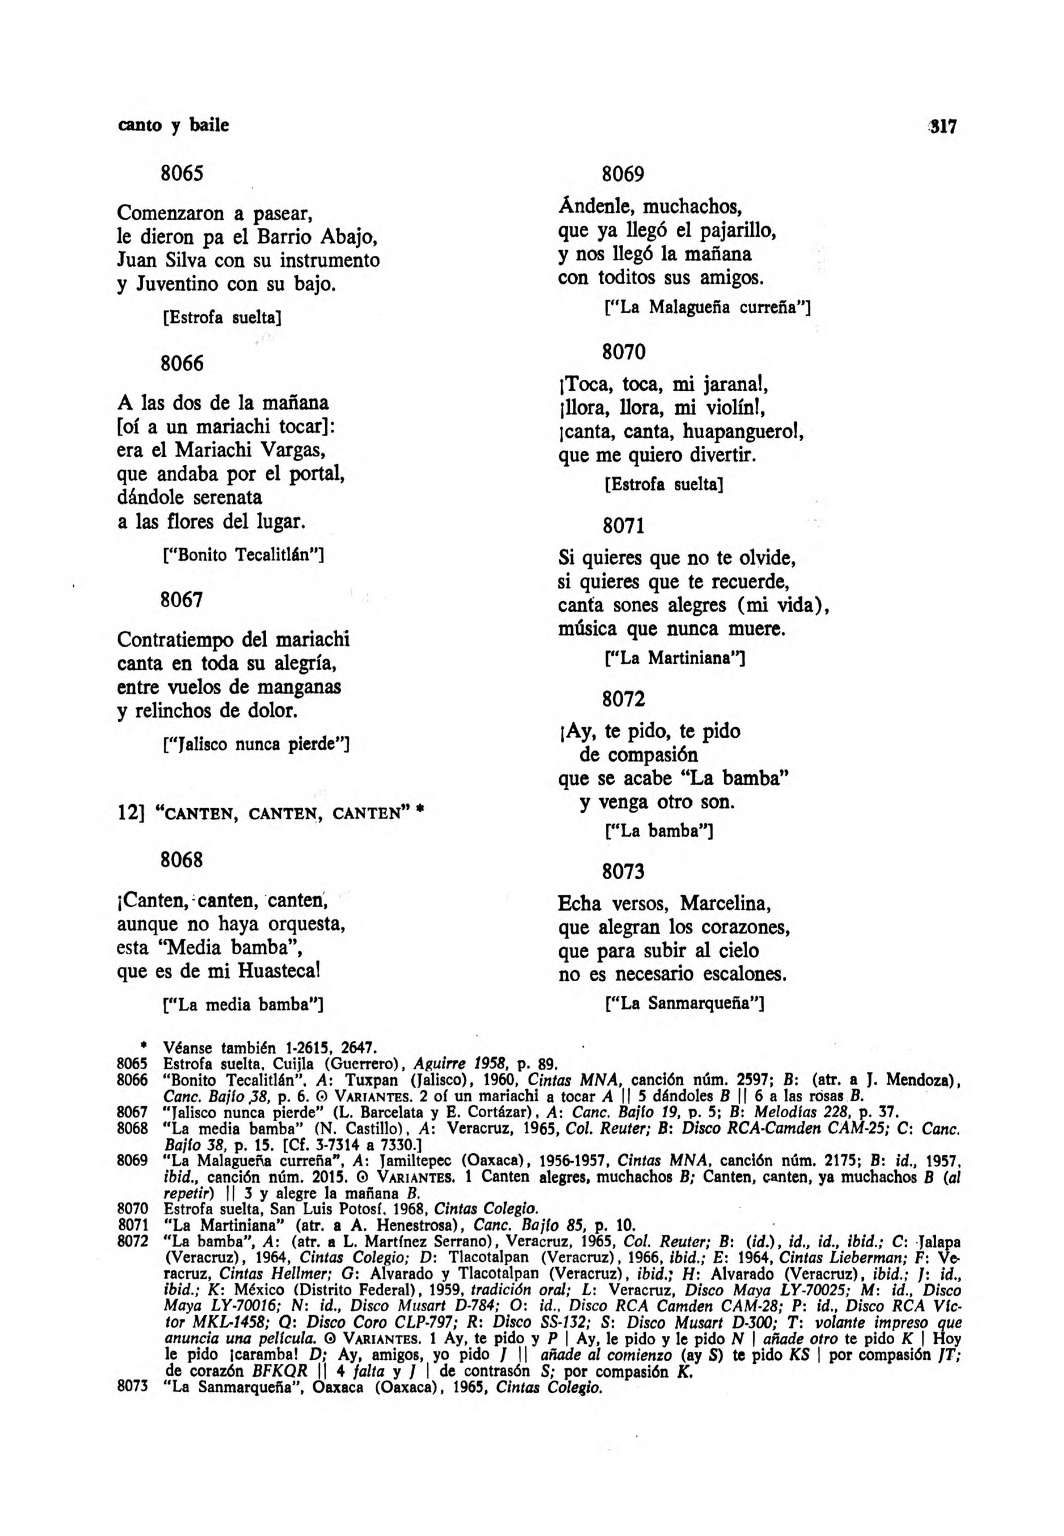 canto y baile
317
8065
Comenzaron a pasear,
le dieron pa el Barrio Abajo,
Juan Silva con su instrumento
y Juventino con su bajo.
[Estrofa suelta]
8066
A las dos de la mañana
[oí a un mariachi tocar]:
era el Mariachi Vargas,
que andaba por el portal,
dándole serenata
a las flores del lugar.
["Bonito Tecalitlán"]
8067
Contratiempo del mariachi
canta en toda su alegría,
entre vuelos de manganas
y relinchos de dolor.
["Jalisco nunca pierde"]
12] "CANTEN, CANTEN, CANTEN" *
8068
¡Canten, canten, canten,
aunque no haya orquesta,
esta "Media bamba",
que es de mi Huasteca!
["La media bamba"]
8069
Ándenle, muchachos,
que ya llegó el pajarillo,
y nos llegó la mañana
con toditos sus amigos.
["La Malagueña curreña"]
8070
¡Toca, toca, mi jarana!,
¡llora, llora, mi violín!,
¡canta, canta, huapanguero!,
que me quiero divertir.
[Estrofa suelta]
8071
Si quieres que no te olvide,
si quieres que te recuerde,
canta sones alegres (mi vida),
música que nunca muere.
["La Martiniana"]
8072
¡Ay, te pido, te pido
de compasión
que se acabe "La bamba"
y venga otro son.
["La bamba"]
8073
Echa versos, Marcelina,
que alegran los corazones,
que para subir al cielo
no es necesario escalones.
["La Sanmarqueña"]
* Véanse también 1-2615, 2647.
8065 Estrofa suelta, Cuijla (Guerrero), Aguirre 1958, p. 89.
8066 "Bonito Tecalitlán", A: Tuxpan (Jalisco), 1960, Cintas MNA, canción núm. 2597; B: (atr. a J. Mendoza),
Canc. Bajío 38, p. 6. ʘ VARIANTES. 2 oí un mariachi a tocar A || 5 dándoles B || 6 a las rosas B.
8067 "Jalisco nunca pierde" (L. Barcelata y E. Cortázar), A: Canc. Bajío 19, p. 5; B: Melodías 228, p. 37.
8068 "La media bamba" (N. Castillo), A: Veracruz, 1965, Col. Reuter; B: Disco RCA-Camden CAM-25; C: Canc.
Bajío 38, p. 15. [Cf. 3-7314 a 7330.]
8069 "La Malagueña curreña", A: Jamiltepec (Oaxaca), 1956-1957, Cintas MNA, canción núm. 2175; B: id., 1957,
ibid., canción núm. 2015. ʘ VARIANTES. 1 Canten alegres, muchachos B; Canten, canten, ya muchachos B (al
repetir) || 3 y alegre la mañana B.
8070 Estrofa suelta, San Luis Potosí, 1968, Cintas Colegio.
8071 "La Martiniana" (atr. a A. Henestrosa), Canc. Bajío 85, p. 10.
8072 "La bamba", A: (atr. a L. Martínez Serrano), Veracruz, 1965, Col. Reuter; B: (id.), id., id., ibid.; C: Jalapa
(Veracruz), 1964, Cintas Colegio; D: Tlacotalpan (Veracruz), 1966, ibid.; E: 1964, Cintas Lieberman; F: Ve-
racruz, Cintas Hellmer; G: Alvarado y Tlacotalpan (Veracruz), ibid.; H: Alvarado (Veracruz), ibid.; J: id.,
ibid.; K: México (Distrito Federal), 1959, tradición oral; L: Veracruz, Disco Maya LY-70025; M: id., Disco
Maya LY-70016; N: id., Disco Musart D-784; O: id., Disco RCA Camden CAM-28; P: id., Disco RCA Víc-
tor MKL-1458; Q: Disco Coro CLP-797; R: Disco SS-132; S: Disco Musart D-300; T: volante impreso que
anuncia una película. ʘ VARIANTES. 1 Ay, te pido y P | Ay, le pido y le pido N | añade otro te pido K | Hoy
le pido ¡caramba! D; Ay, amigos, yo pido J || añade al comienzo (ay S) te pido KS | por compasión JT;
de corazón BFKQR || 4 falta y J | de contrasón S; por compasión K.
8073 "La Sanmarqueña", Oaxaca (Oaxaca), 1965, Cintas Colegio.